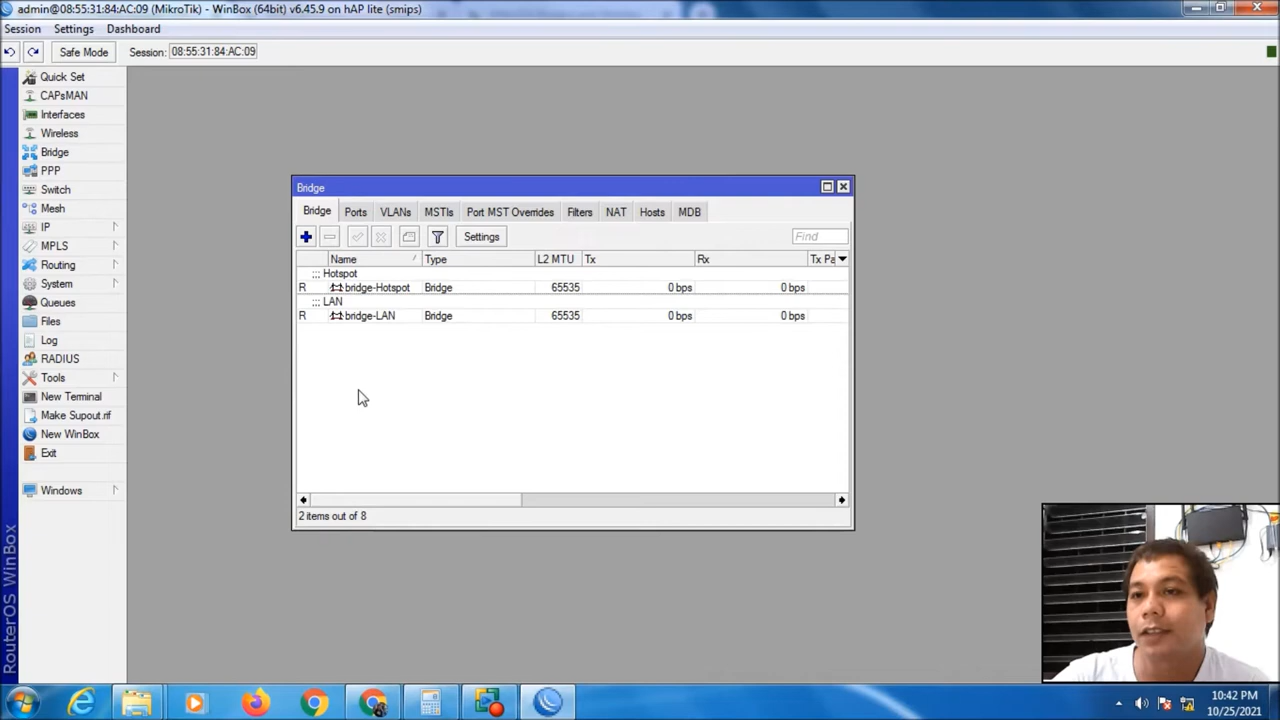 admin@08:55:31:84:AC:09 (MikroTik) - WinBox (64bit) v6.45.9 on hAP lite (smips)
Session Settings Dashboard
Safe Mode Session: 08:55:31:84:AC:09
Quick Set
CAPsMAN
Interfaces
Wireless
Bridge
PPP
Switch
Mesh
IP
MPLS
Routing
System
Queues
Files
Log
RADIUS
Tools
New Terminal
Make Supout.rif
New WinBox
Exit
Windows
RouterOS WinBox
Bridge
Bridge Ports VLANs MSTIs Port MST Overrides Filters NAT Hosts MDB
Settings Find
Name / Type L2 MTU Tx Rx Tx Pa
::: Hotspot
R bridge-Hotspot Bridge 65535 0 bps 0 bps
::: LAN
R bridge-LAN Bridge 65535 0 bps 0 bps
2 items out of 8
10:42 PM
10/25/2021